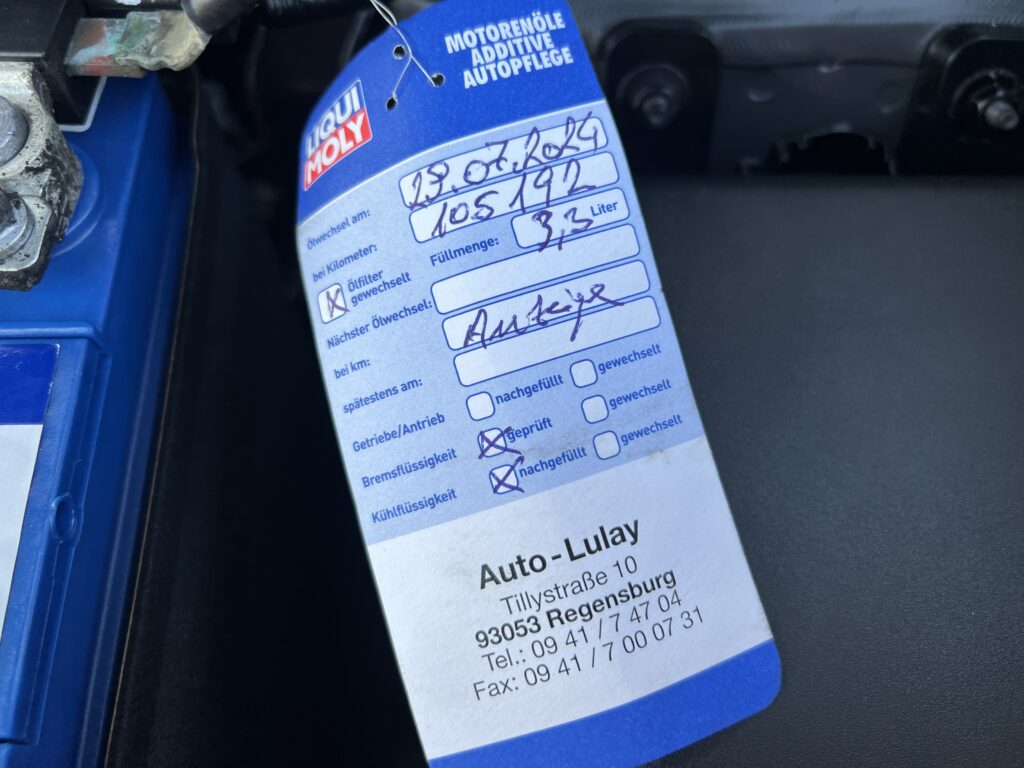 MOTORENÖLE
ADDITIVE
AUTOPFLEGE
LIQUI
MOLY
Ölwechsel am: 29.07.2024
bei Kilometer: 105192
Ölfilter gewechselt Füllmenge: 3,3 Liter
Nächster Ölwechsel:
bei km: Anzeige
spätestens am:
Getriebe/Antrieb nachgefüllt gewechselt
Bremsflüssigkeit geprüft gewechselt
Kühlflüssigkeit nachgefüllt gewechselt
Auto-Lulay
Tillystraße 10
93053 Regensburg
Tel.: 09 41 / 7 47 04
Fax: 09 41 / 7 00 07 31